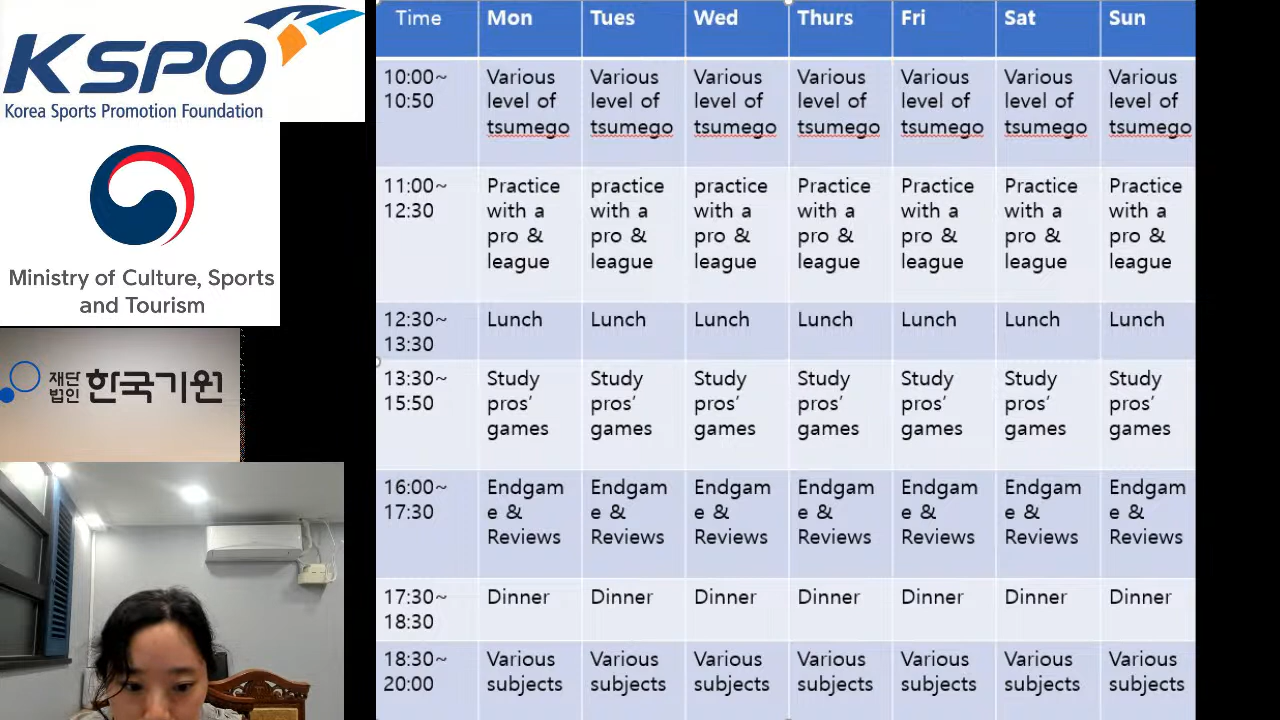 KSPO
Korea Sports Promotion Foundation
Ministry of Culture, Sports
and Tourism
재단
법인
한국기원
Time Mon Tues Wed Thurs Fri Sat Sun
10:00~ Various Various Various Various Various Various Various
10:50 level of level of level of level of level of level of level of
tsumego tsumego tsumego tsumego tsumego tsumego tsumego
11:00~ Practice practice practice Practice Practice Practice Practice
12:30 with a with a with a with a with a with a with a
pro & pro & pro & pro & pro & pro & pro &
league league league league league league league
12:30~ Lunch Lunch Lunch Lunch Lunch Lunch Lunch
13:30
13:30~ Study Study Study Study Study Study Study
15:50 pros’ pros’ pros’ pros’ pros’ pros’ pros’
games games games games games games games
16:00~ Endgam Endgam Endgam Endgam Endgam Endgam Endgam
17:30 e & e & e & e & e & e & e &
Reviews Reviews Reviews Reviews Reviews Reviews Reviews
17:30~ Dinner Dinner Dinner Dinner Dinner Dinner Dinner
18:30
18:30~ Various Various Various Various Various Various Various
20:00 subjects subjects subjects subjects subjects subjects subjects